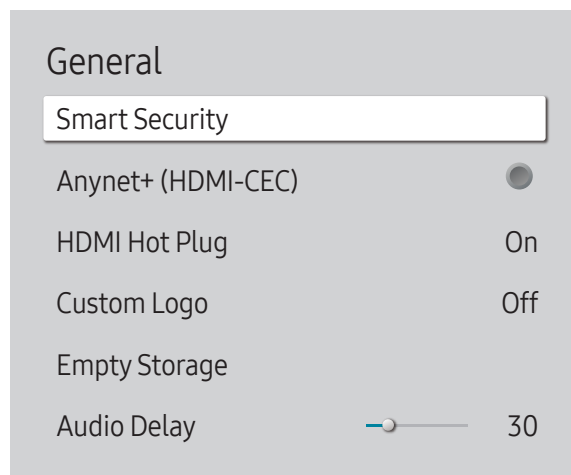 General
Smart Security
Anynet+ (HDMI-CEC)
HDMI Hot Plug On
Custom Logo Off
Empty Storage
Audio Delay 30